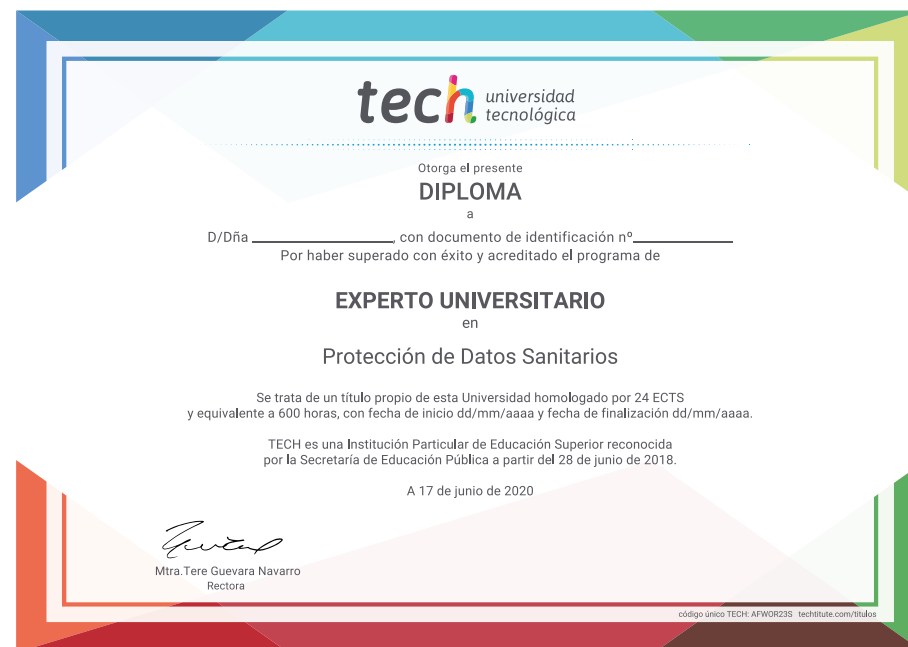 tech universidad
tecnológica
Otorga el presente
DIPLOMA
a
D/Dña ______________, con documento de identificación nº__________
Por haber superado con éxito y acreditado el programa de
EXPERTO UNIVERSITARIO
en
Protección de Datos Sanitarios
Se trata de un título propio de esta Universidad homologado por 24 ECTS
y equivalente a 600 horas, con fecha de inicio dd/mm/aaaa y fecha de finalización dd/mm/aaaa.
TECH es una Institución Particular de Educación Superior reconocida
por la Secretaría de Educación Pública a partir del 28 de junio de 2018.
A 17 de junio de 2020
Mtra.Tere Guevara Navarro
Rectora
código único TECH: AFWOR23S techtitute.com/titulos